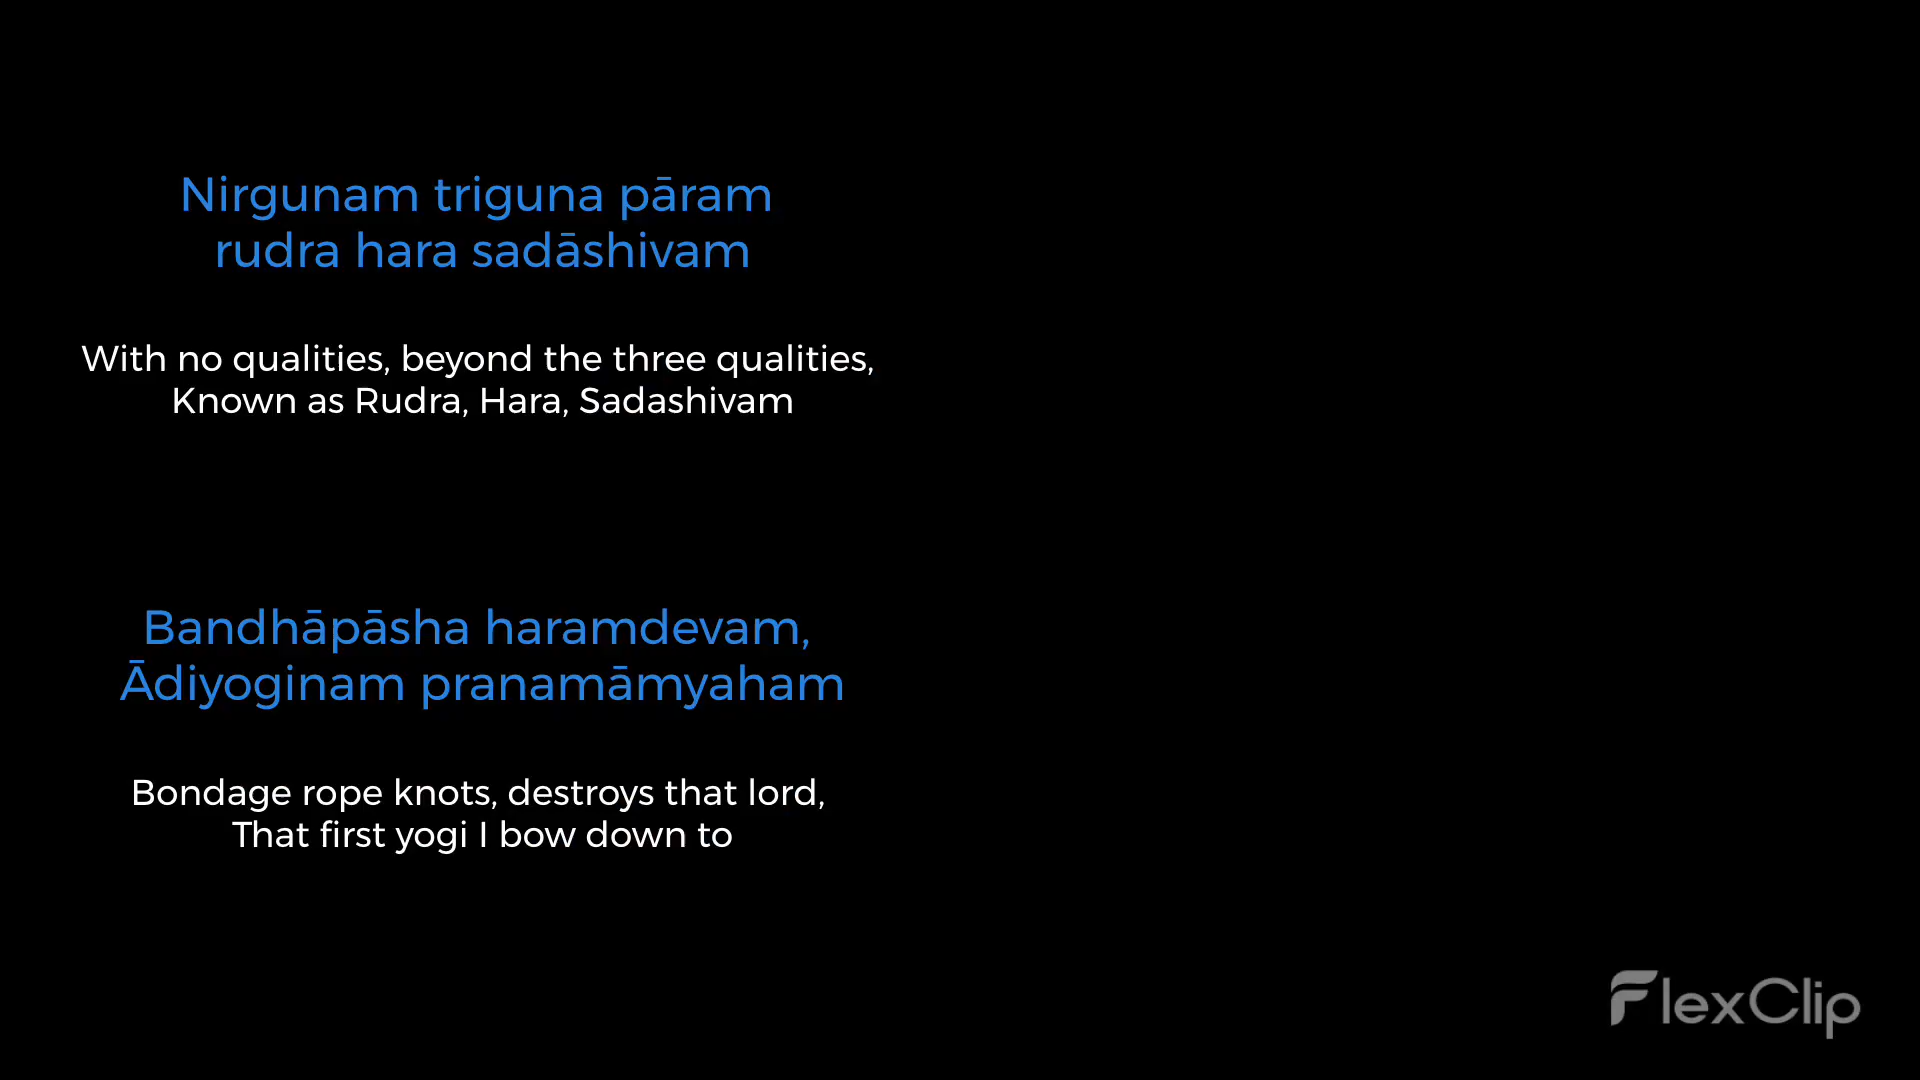 Nirgunam triguna pāram
rudra hara sadāshivam
With no qualities, beyond the three qualities,
Known as Rudra, Hara, Sadashivam
Bandhāpāsha haramdevam,
Ādiyoginam pranamāmyaham
Bondage rope knots, destroys that lord,
That first yogi I bow down to
FlexClip